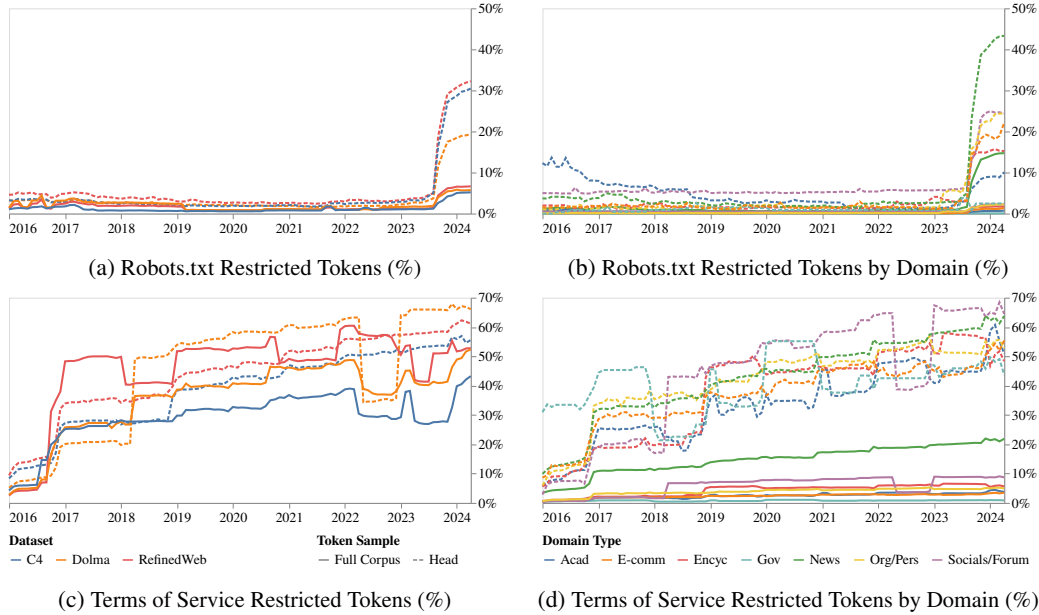 50%
40%
30%
20%
10%
0%
2016 2017 2018 2019 2020 2021 2022 2023 2024
(a) Robots.txt Restricted Tokens (%)
50%
40%
30%
20%
10%
0%
2016 2017 2018 2019 2020 2021 2022 2023 2024
(b) Robots.txt Restricted Tokens by Domain (%)
70%
60%
50%
40%
30%
20%
10%
0%
2016 2017 2018 2019 2020 2021 2022 2023 2024
Dataset Token Sample
C4 Dolma RefinedWeb Full Corpus Head
(c) Terms of Service Restricted Tokens (%)
70%
60%
50%
40%
30%
20%
10%
0%
2016 2017 2018 2019 2020 2021 2022 2023 2024
Domain Type
Acad E-comm Encyc Gov News Org/Pers Socials/Forum
(d) Terms of Service Restricted Tokens by Domain (%)